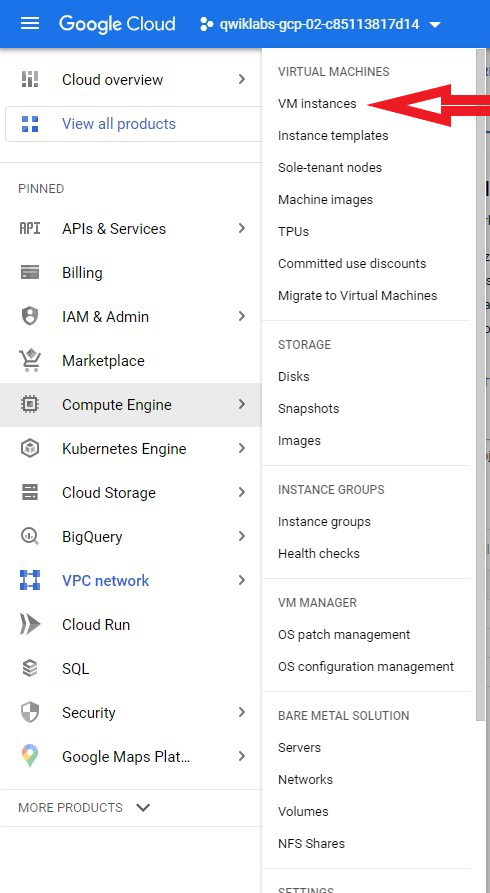 Google Cloud
qwiklabs-gcp-02-c85113817d14
Cloud overview
View all products
PINNED
API
APIs & Services
Billing
IAM & Admin
Marketplace
Compute Engine
Kubernetes Engine
Cloud Storage
BigQuery
VPC network
Cloud Run
SQL
Security
Google Maps Plat...
MORE PRODUCTS
VIRTUAL MACHINES
VM instances
Instance templates
Sole-tenant nodes
Machine images
TPUs
Committed use discounts
Migrate to Virtual Machines
STORAGE
Disks
Snapshots
Images
INSTANCE GROUPS
Instance groups
Health checks
VM MANAGER
OS patch management
OS configuration management
BARE METAL SOLUTION
Servers
Networks
Volumes
NFS Shares
SETTINGS